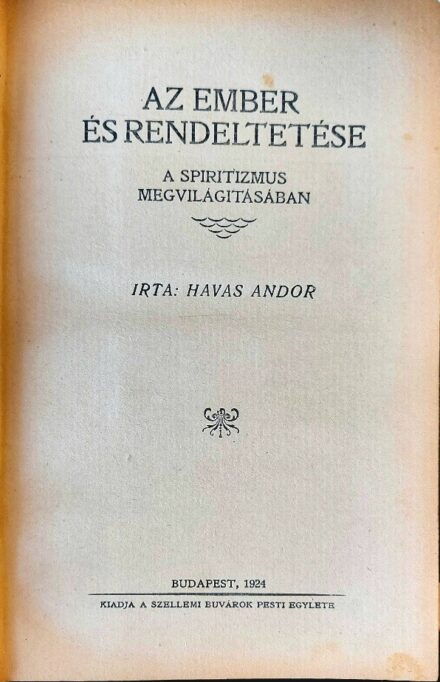 AZ EMBER
ÉS RENDELTETÉSE
A SPIRITIZMUS
MEGVILÁGITÁSÁBAN
IRTA: HAVAS ANDOR
BUDAPEST, 1924
KIADJA A SZELLEMI BUVÁROK PESTI EGYLETE